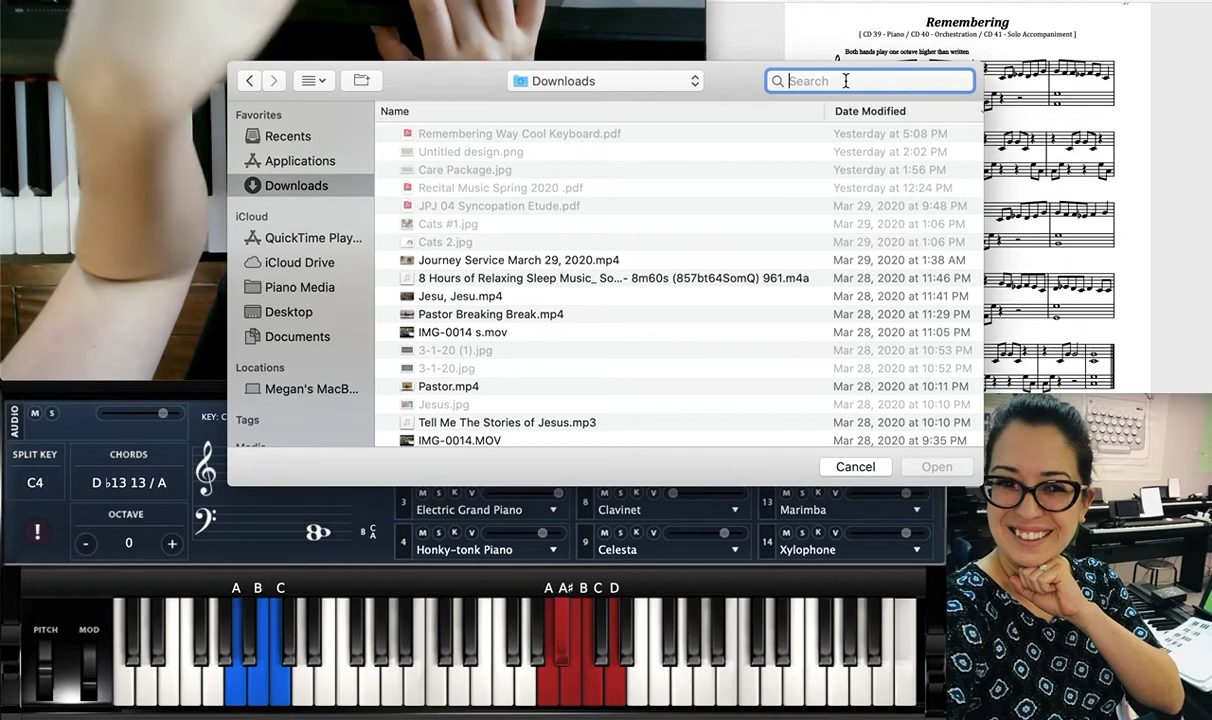 Remembering
[ CD 39 - Piano / CD 40 - Orchestration / CD 41 - Solo Accompaniment ]
Both hands play one octave higher than written
Downloads
Search
Favorites
Recents
Applications
Downloads
iCloud
QuickTime Play...
iCloud Drive
Piano Media
Desktop
Documents
Locations
Megan's MacB...
Tags
Name Date Modified
Remembering Way Cool Keyboard.pdf Yesterday at 5:08 PM
Untitled design.png Yesterday at 2:02 PM
Care Package.jpg Yesterday at 1:56 PM
Recital Music Spring 2020 .pdf Yesterday at 12:24 PM
JPJ 04 Syncopation Etude.pdf Mar 29, 2020 at 9:48 PM
Cats #1.jpg Mar 29, 2020 at 1:06 PM
Cats 2.jpg Mar 29, 2020 at 1:06 PM
Journey Service March 29, 2020.mp4 Mar 29, 2020 at 1:38 AM
8 Hours of Relaxing Sleep Music_ So...- 8m60s (857bt64SomQ) 961.m4a Mar 28, 2020 at 11:46 PM
Jesu, Jesu.mp4 Mar 28, 2020 at 11:41 PM
Pastor Breaking Break.mp4 Mar 28, 2020 at 11:29 PM
IMG-0014 s.mov Mar 28, 2020 at 11:05 PM
3-1-20 (1).jpg Mar 28, 2020 at 10:53 PM
3-1-20.jpg Mar 28, 2020 at 10:52 PM
Pastor.mp4 Mar 28, 2020 at 10:11 PM
Jesus.jpg Mar 28, 2020 at 10:10 PM
Tell Me The Stories of Jesus.mp3 Mar 28, 2020 at 10:10 PM
IMG-0014.MOV Mar 28, 2020 at 9:35 PM
Cancel Open
AUDIO
M S
KEY: C
SPLIT KEY
C4
CHORDS
D ♭13 13 / A
OCTAVE
- 0 +
B C A
3 M S K V
Electric Grand Piano
8 M S K V
Clavinet
13 M S K V
Marimba
4 M S K V
Honky-tonk Piano
9 M S K V
Celesta
14 M S K V
Xylophone
A B C A A♯ B C D
PITCH MOD